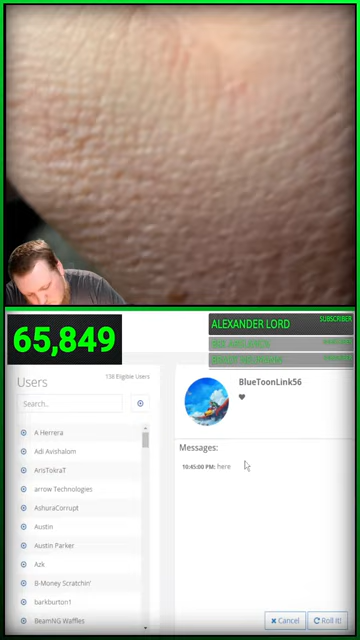 65,849
ALEXANDER LORD
SUBSCRIBER
Users
138 Eligible Users
Search...
A Herrera
Adi Avishalom
ArisTokraT
arrow Technologies
AshuraCorrupt
Austin
Austin Parker
Azk
B-Money Scratchin'
barkburton1
BeamNG Waffles
BlueToonLink56
Messages:
10:45:00 PM: here
Cancel
Roll It!